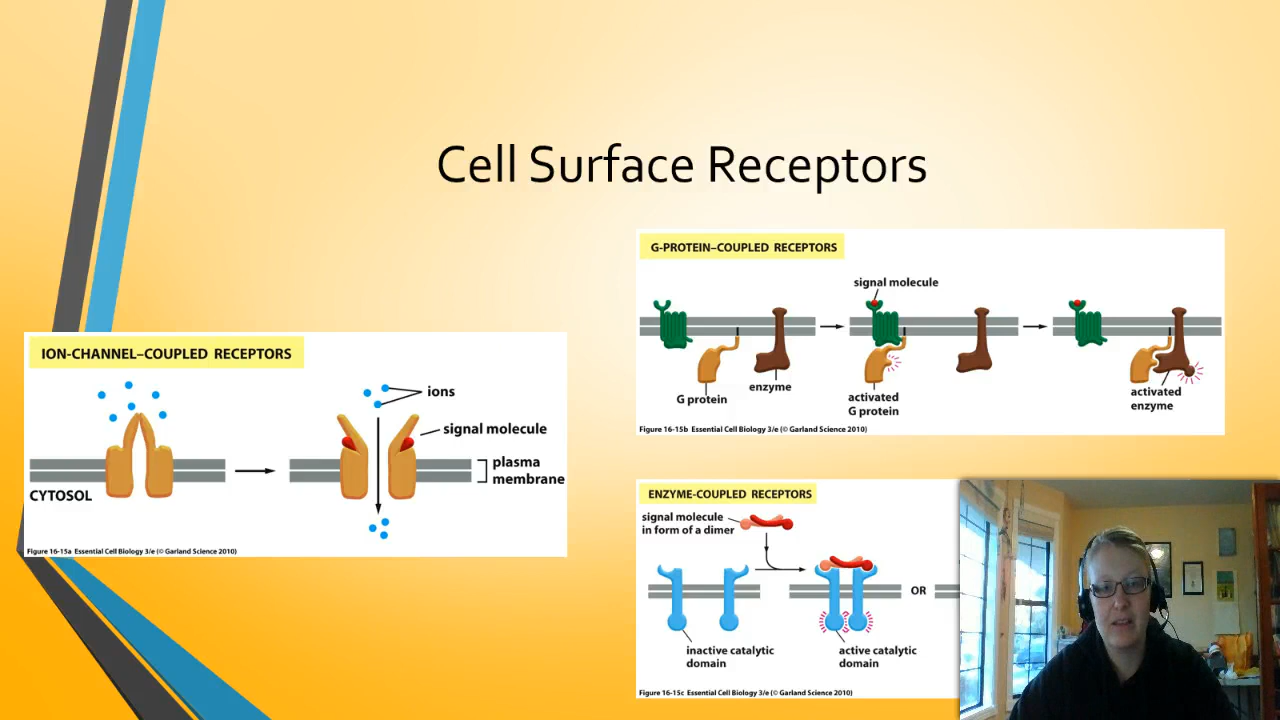 Cell Surface Receptors
ION-CHANNEL–COUPLED RECEPTORS
ions
signal molecule
plasma
membrane
CYTOSOL
Figure 16-15a Essential Cell Biology 3/e (© Garland Science 2010)
G-PROTEIN–COUPLED RECEPTORS
signal molecule
G protein
enzyme
activated
G protein
activated
enzyme
Figure 16-15b Essential Cell Biology 3/e (© Garland Science 2010)
ENZYME-COUPLED RECEPTORS
signal molecule
in form of a dimer
OR
inactive catalytic
domain
active catalytic
domain
Figure 16-15c Essential Cell Biology 3/e (© Garland Science 2010)